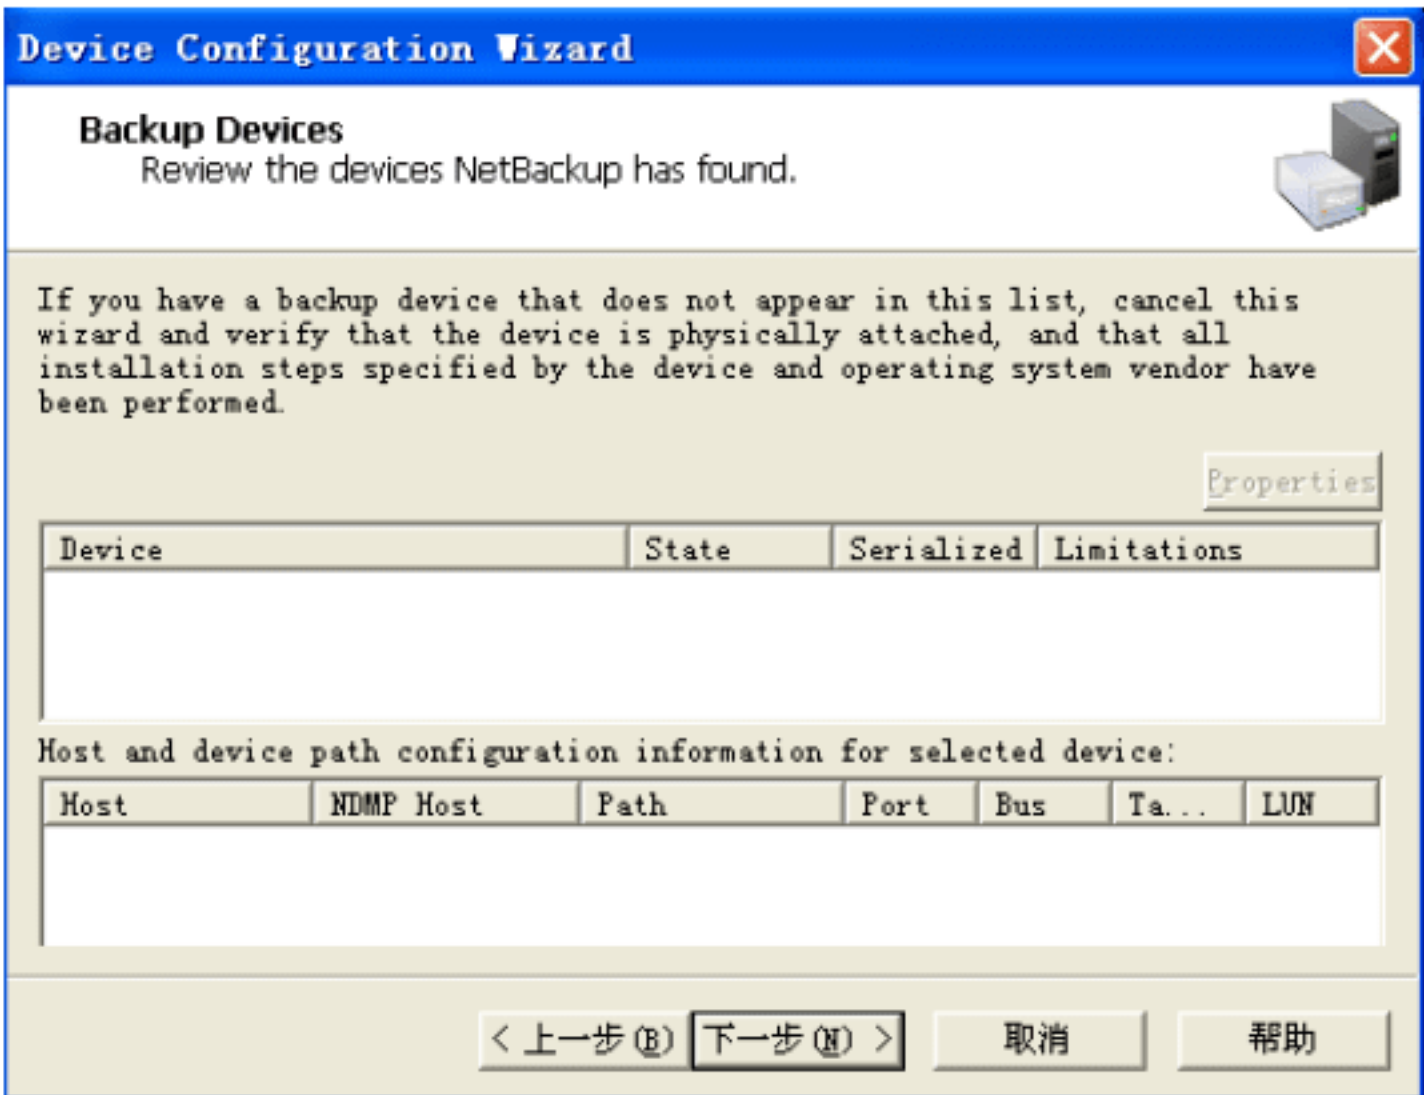 Device Configuration Wizard
Backup Devices
Review the devices NetBackup has found.
If you have a backup device that does not appear in this list, cancel this
wizard and verify that the device is physically attached, and that all
installation steps specified by the device and operating system vendor have
been performed.
Properties
Device State Serialized Limitations
Host and device path configuration information for selected device:
Host NDMP Host Path Port Bus Ta... LUN
< 上一步(B) 下一步(N) > 取消 帮助